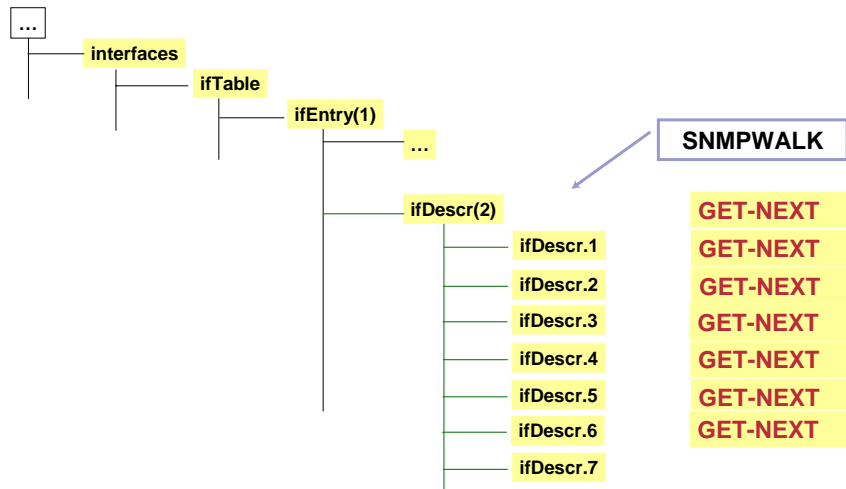 ...
interfaces
ifTable
ifEntry(1)
SNMPWALK
...
ifDescr(2) GET-NEXT
ifDescr.1 GET-NEXT
ifDescr.2 GET-NEXT
ifDescr.3 GET-NEXT
ifDescr.4 GET-NEXT
ifDescr.5 GET-NEXT
ifDescr.6 GET-NEXT
ifDescr.7